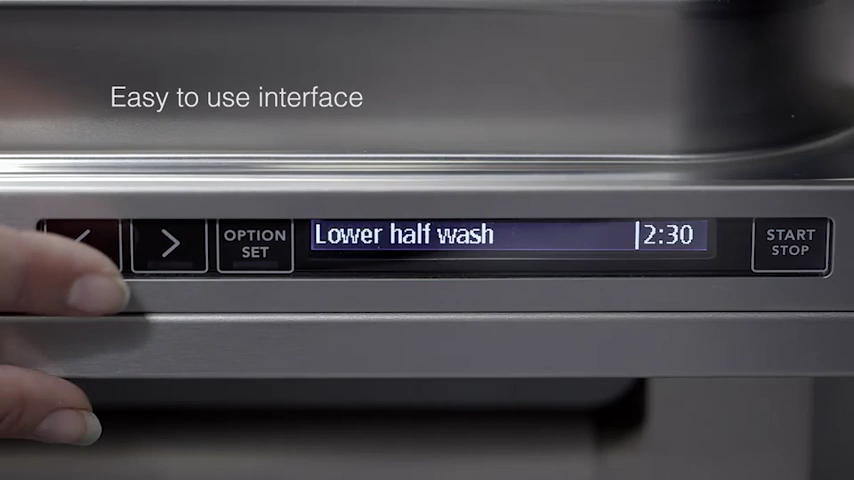 Easy to use interface
< > OPTION SET Lower half wash |2:30 START STOP